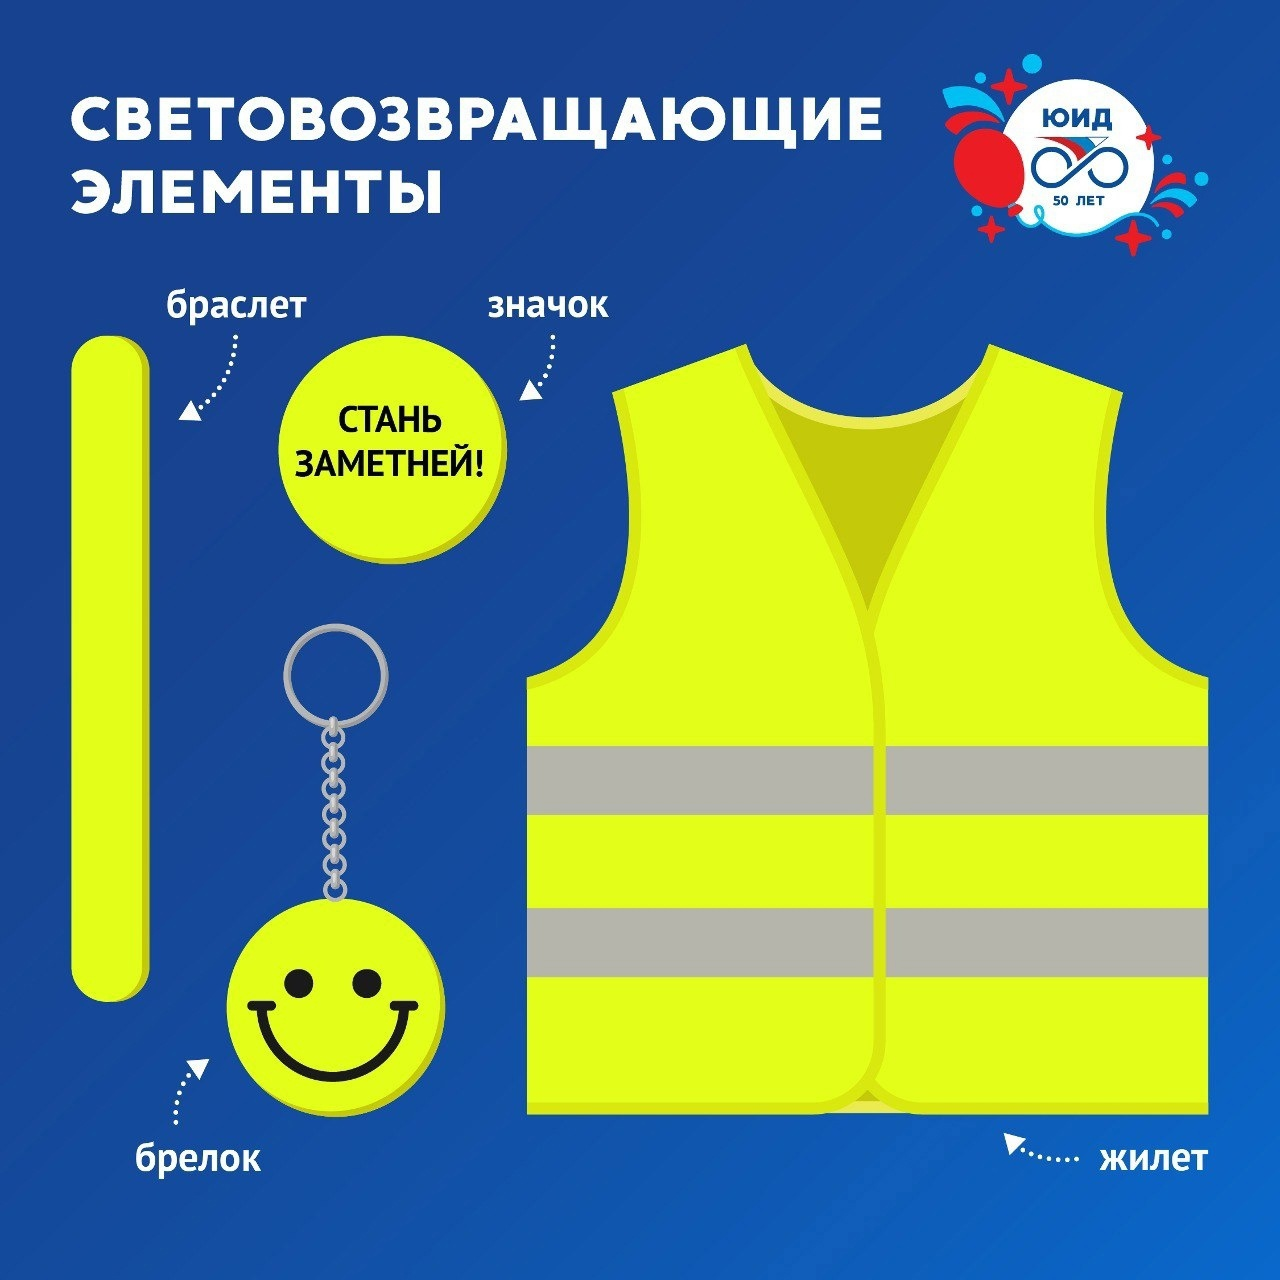 СВЕТОВОЗВРАЩАЮЩИЕ
ЭЛЕМЕНТЫ
ЮИД
50 ЛЕТ
браслет
значок
СТАНЬ
ЗАМЕТНЕЙ!
брелок
жилет